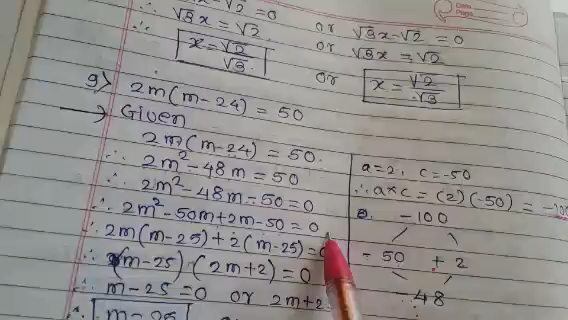 x-√2 = 0 or √3x-√2 = 0
∴ √3x = √2 or √3x = √2
∴ x = √2/√3 or x = √2/√3
9) 2m(m-24) = 50
→ Given
2m(m-24) = 50.
∴ 2m²-48m = 50
∴ 2m²-48m-50 = 0
∴ 2m²-50m+2m-50 = 0
∴ 2m(m-25)+2(m-25) = 0
∴ (m-25) (2m+2) = 0
∴ m-25 = 0 or 2m+2
∴ m = 25
a = 2, c = -50
∴ a×c = (2)(-50) = -100
-100
-50 +2
-48